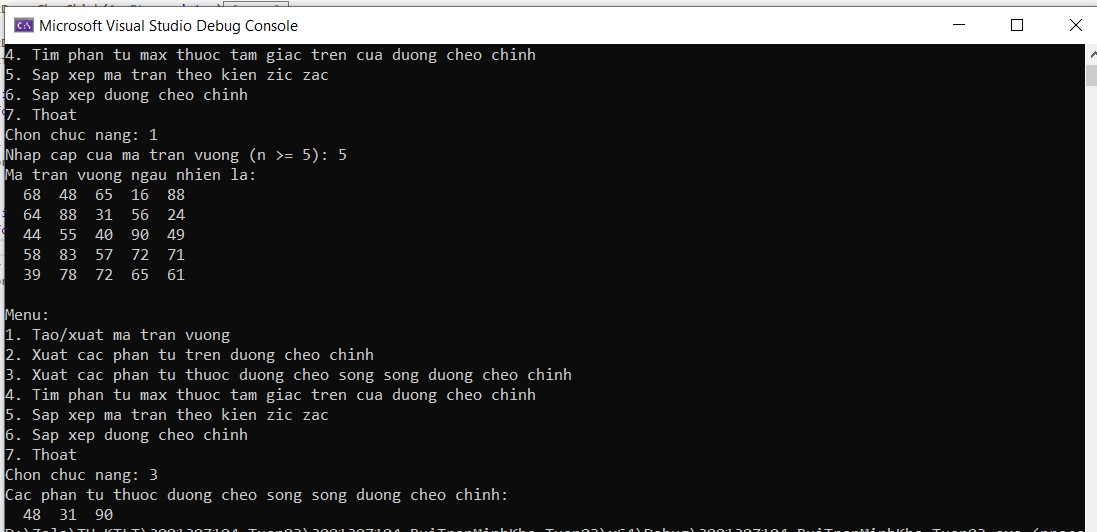 Microsoft Visual Studio Debug Console
4. Tim phan tu max thuoc tam giac tren cua duong cheo chinh
5. Sap xep ma tran theo kien zic zac
6. Sap xep duong cheo chinh
7. Thoat
Chon chuc nang: 1
Nhap cap cua ma tran vuong (n >= 5): 5
Ma tran vuong ngau nhien la:
68 48 65 16 88
64 88 31 56 24
44 55 40 90 49
58 83 57 72 71
39 78 72 65 61
Menu:
1. Tao/xuat ma tran vuong
2. Xuat cac phan tu tren duong cheo chinh
3. Xuat cac phan tu thuoc duong cheo song song duong cheo chinh
4. Tim phan tu max thuoc tam giac tren cua duong cheo chinh
5. Sap xep ma tran theo kien zic zac
6. Sap xep duong cheo chinh
7. Thoat
Chon chuc nang: 3
Cac phan tu thuoc duong cheo song song duong cheo chinh:
48 31 90